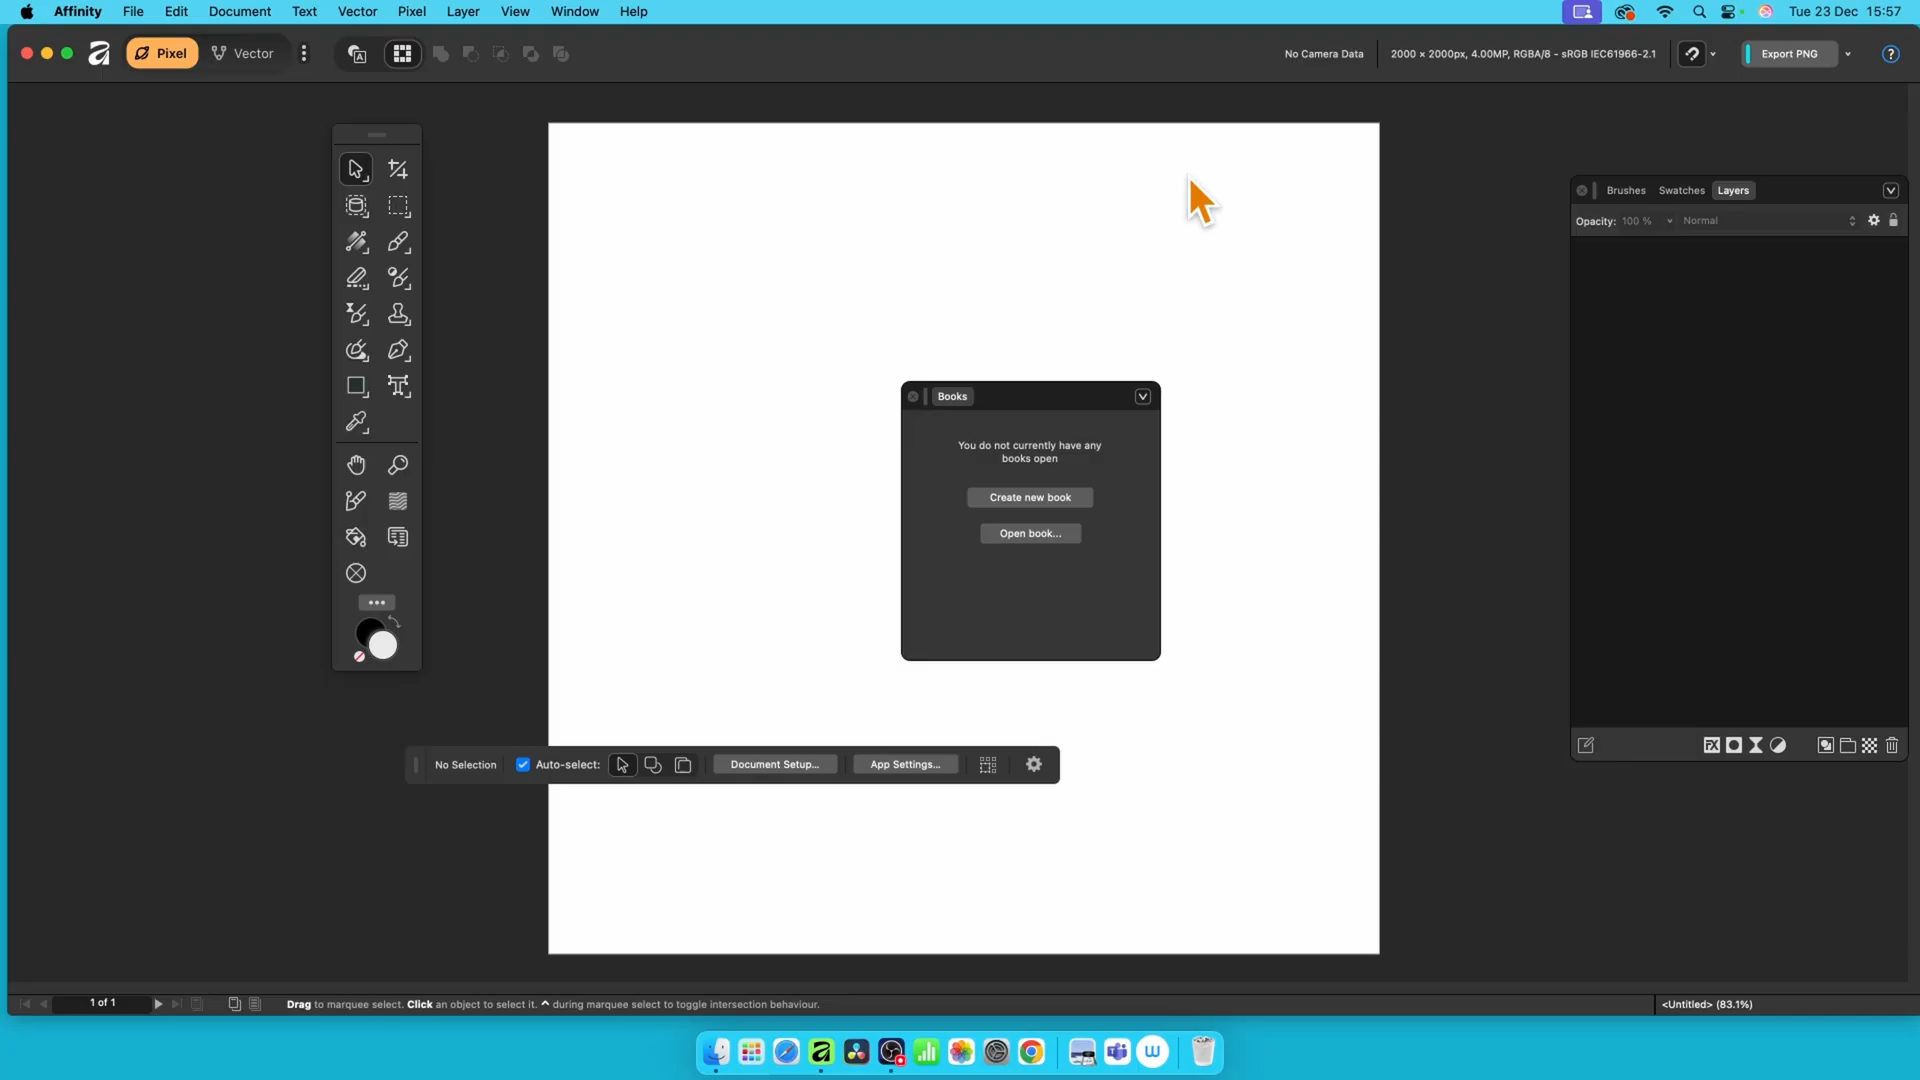 Affinity File Edit Document Text Vector Pixel Layer View Window Help Tue 23 Dec 15:57
Pixel Vector No Camera Data 2000 × 2000px, 4.00MP, RGBA/8 - sRGB IEC61966-2.1 Export PNG ?
Brushes Swatches Layers
Opacity: 100 % Normal
Books
You do not currently have any
books open
Create new book
Open book...
No Selection Auto-select: Document Setup... App Settings...
1 of 1 Drag to marquee select. Click an object to select it. ^ during marquee select to toggle intersection behaviour. <Untitled> (83.1%)